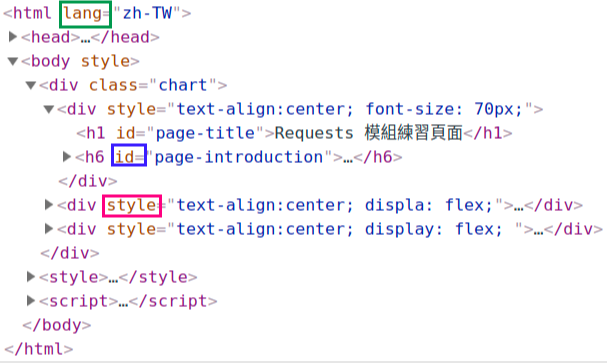 <html lang="zh-TW">
▶<head>…</head>
▼<body style>
▼<div class="chart">
▼<div style="text-align:center; font-size: 70px;">
<h1 id="page-title">Requests 模組練習頁面</h1>
▶<h6 id="page-introduction">…</h6>
</div>
▶<div style="text-align:center; displa: flex;">…</div>
▶<div style="text-align:center; display: flex; ">…</div>
</div>
▶<style>…</style>
▶<script>…</script>
</body>
</html>